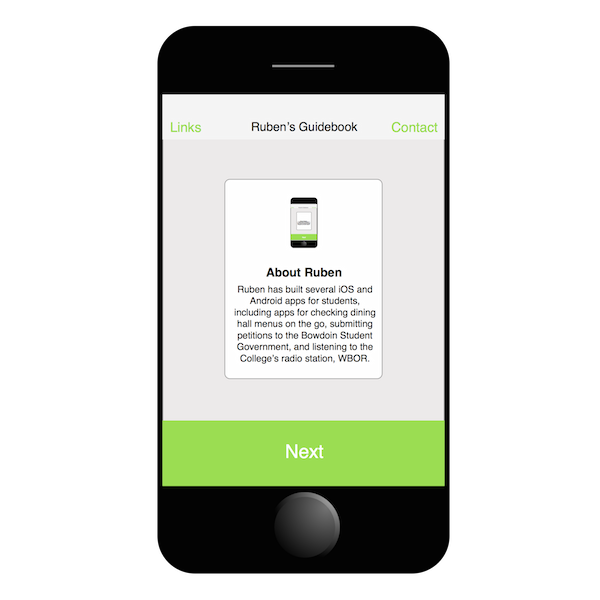 Links Ruben's Guidebook Contact
About Ruben
Ruben has built several iOS and
Android apps for students,
including apps for checking dining
hall menus on the go, submitting
petitions to the Bowdoin Student
Government, and listening to the
College's radio station, WBOR.
Next